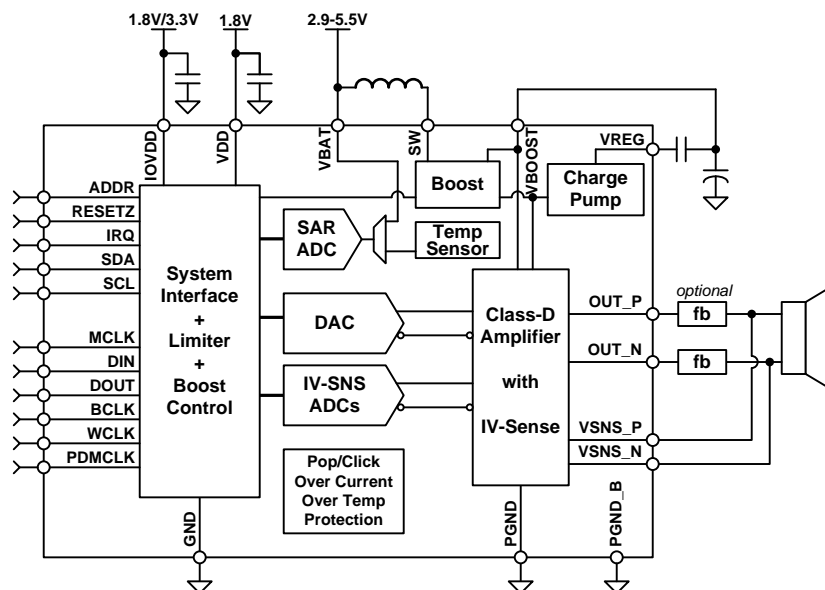 1.8V/3.3V
1.8V
2.9-5.5V
IOVDD
VDD
VBAT
SW
VBOOST
VREG
Boost
Charge
Pump
ADDR
RESETZ
IRQ
SDA
SCL
MCLK
DIN
DOUT
BCLK
WCLK
PDMCLK
System
Interface
+
Limiter
+
Boost
Control
SAR
ADC
Temp
Sensor
DAC
IV-SNS
ADCs
Pop/Click
Over Current
Over Temp
Protection
Class-D
Amplifier
with
IV-Sense
OUT_P
OUT_N
VSNS_P
VSNS_N
optional
fb
fb
GND
PGND
PGND_B